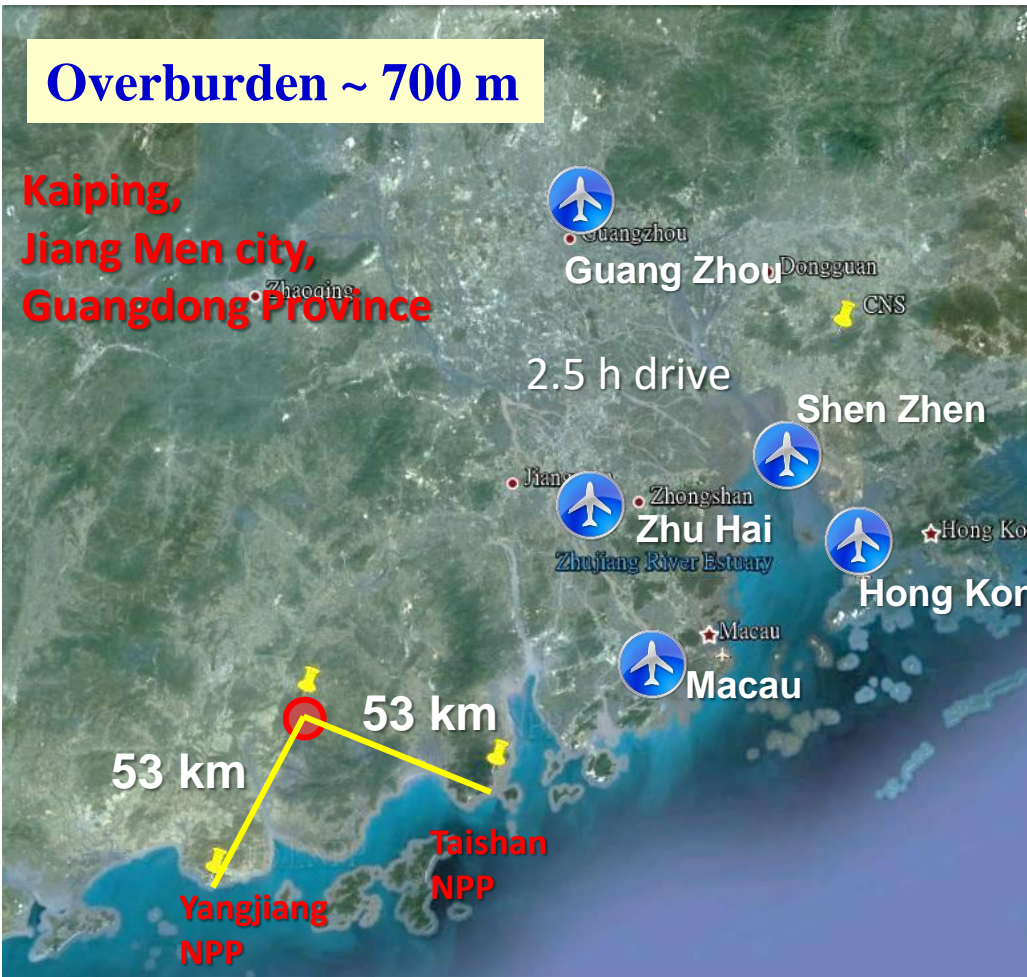 Overburden ~ 700 m
Kaiping,
Jiang Men city,
Guangdong Province
Zhaoqing
Guangzhou
Guang Zhou
Dongguan
CNS
2.5 h drive
Shen Zhen
Jiang
Zhongshan
Zhu Hai
Zhujiang River Estuary
Hong Ko
Hong Kon
Macau
Macau
53 km
53 km
Taishan
NPP
Yangjiang
NPP